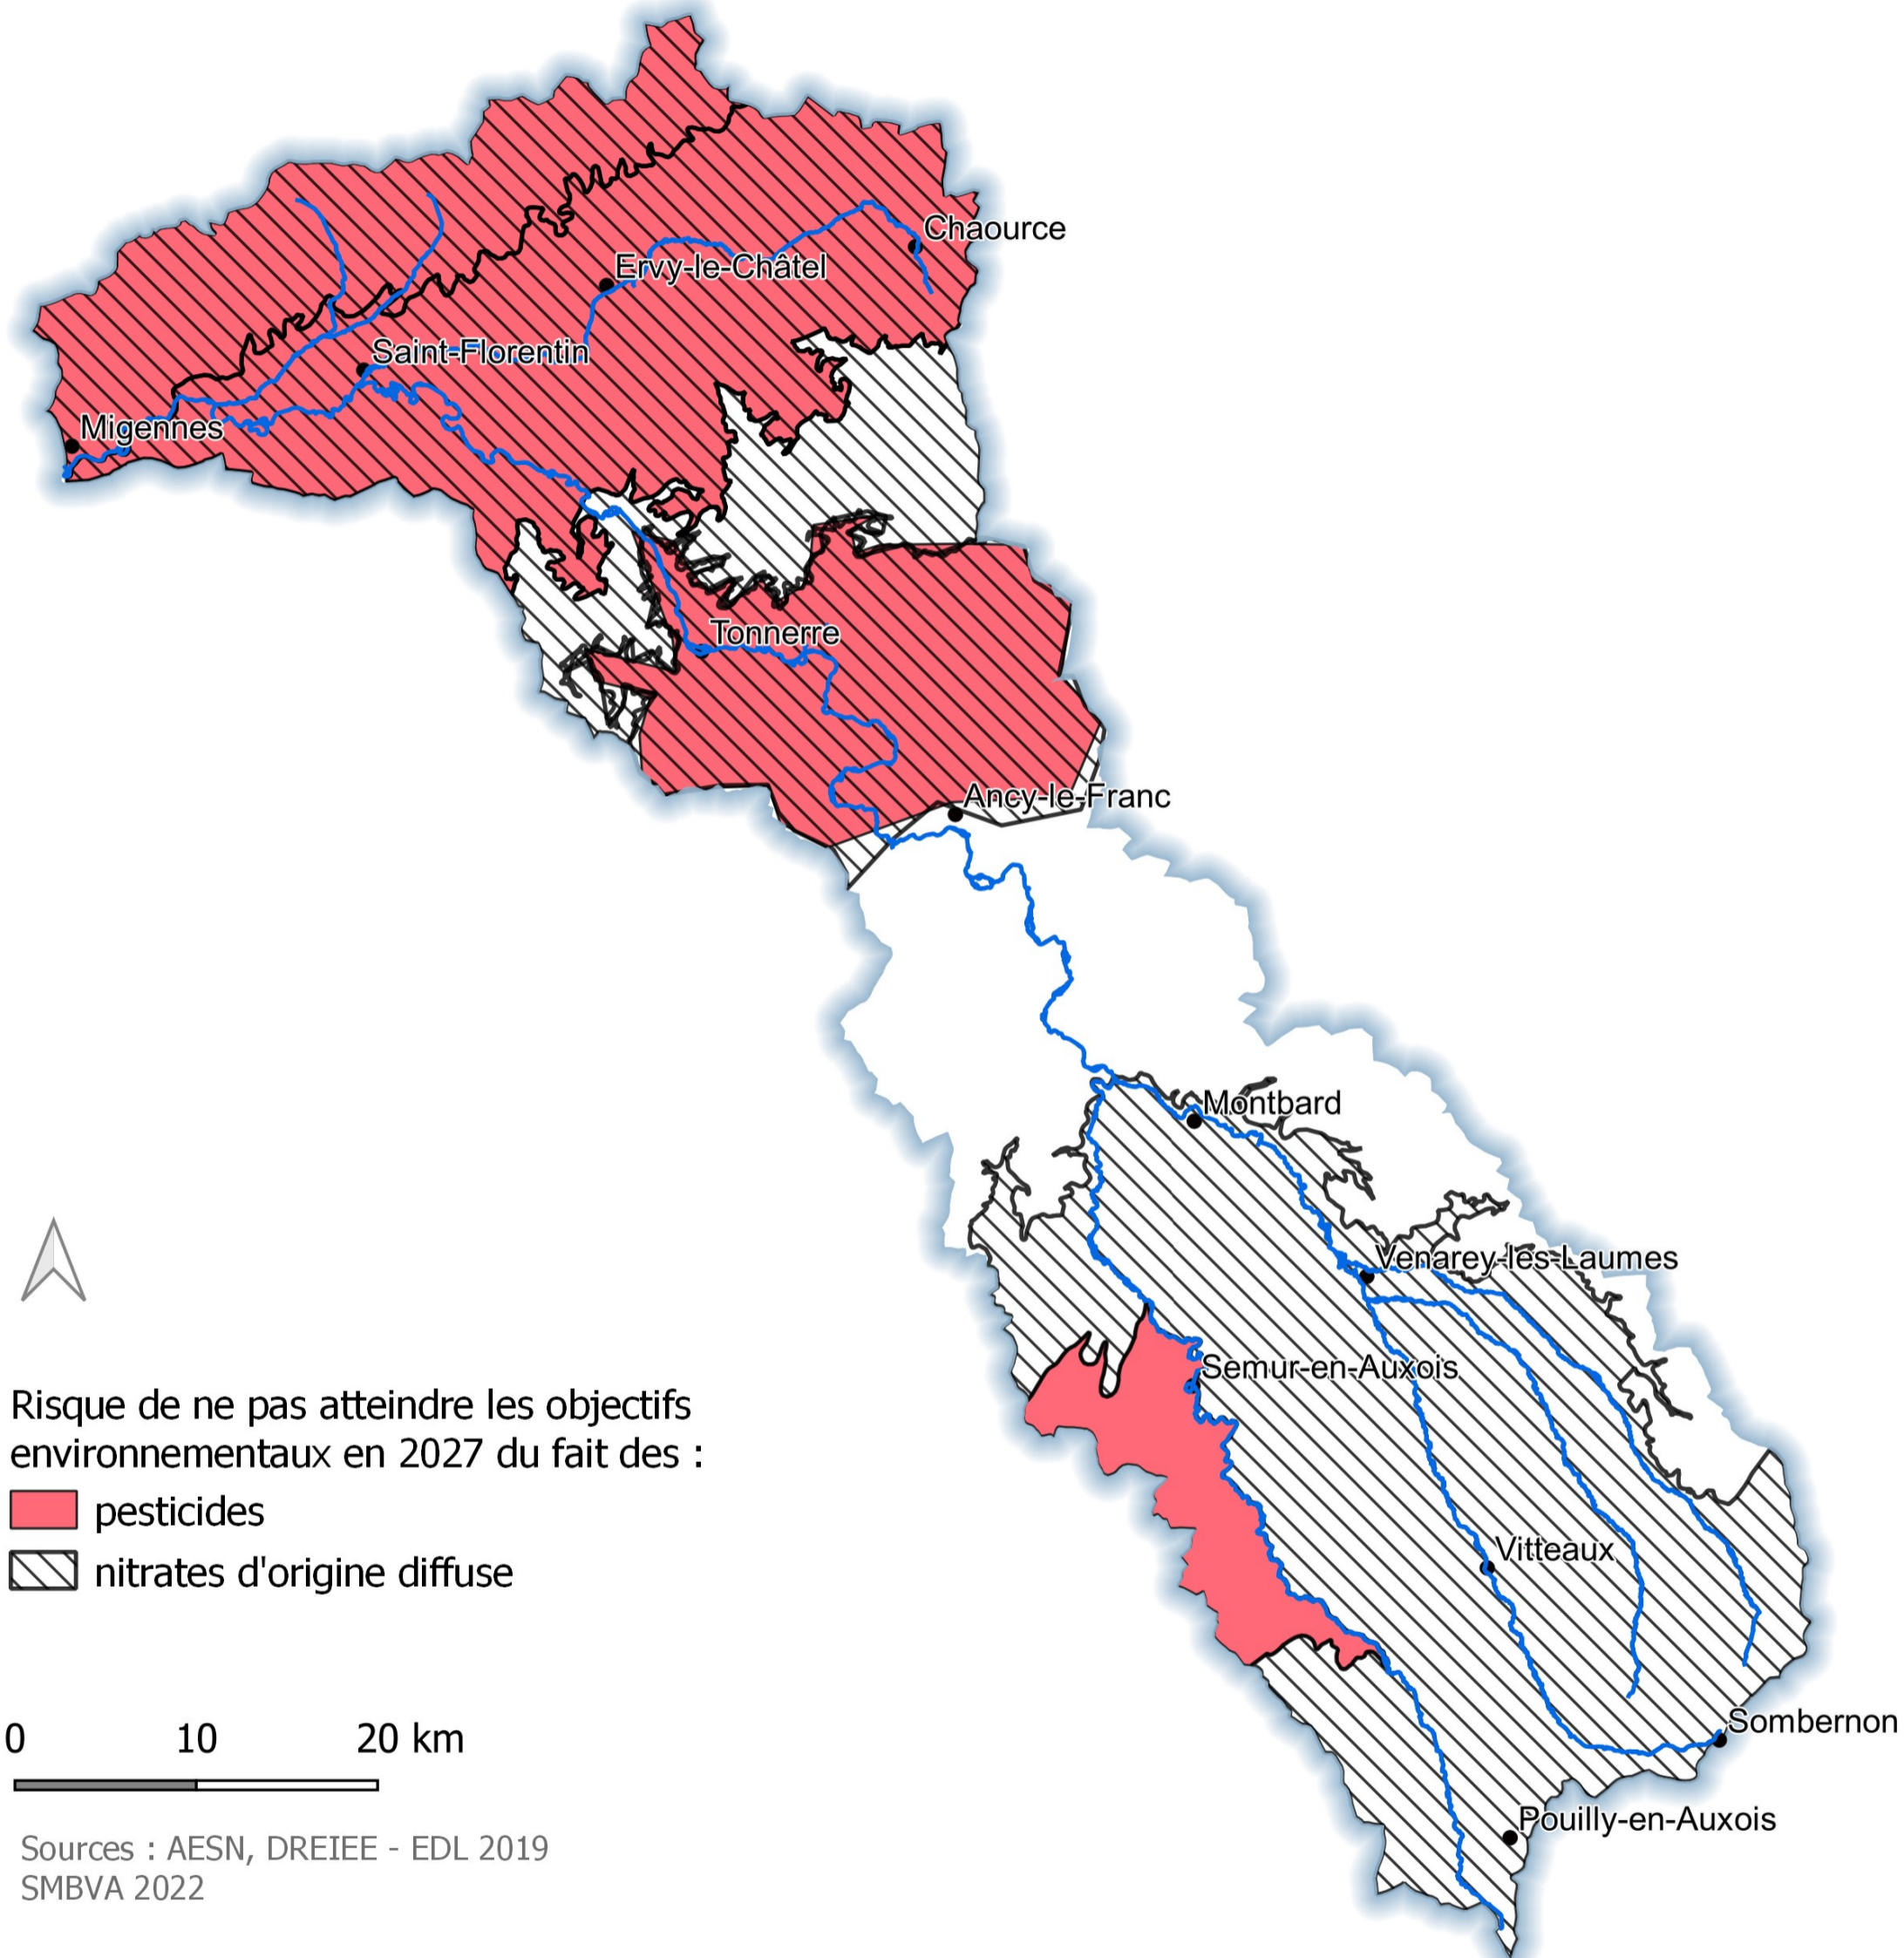 Chaource
Ervy-le-Châtel
Saint-Florentin
Migennes
Tonnerre
Ancy-le-Franc
Montbard
Venarey-les-Laumes
Semur-en-Auxois
Vitteaux
Sombernon
Pouilly-en-Auxois
Risque de ne pas atteindre les objectifs
environnementaux en 2027 du fait des :
pesticides
nitrates d'origine diffuse
0 10 20 km
Sources : AESN, DREIEE - EDL 2019
SMBVA 2022